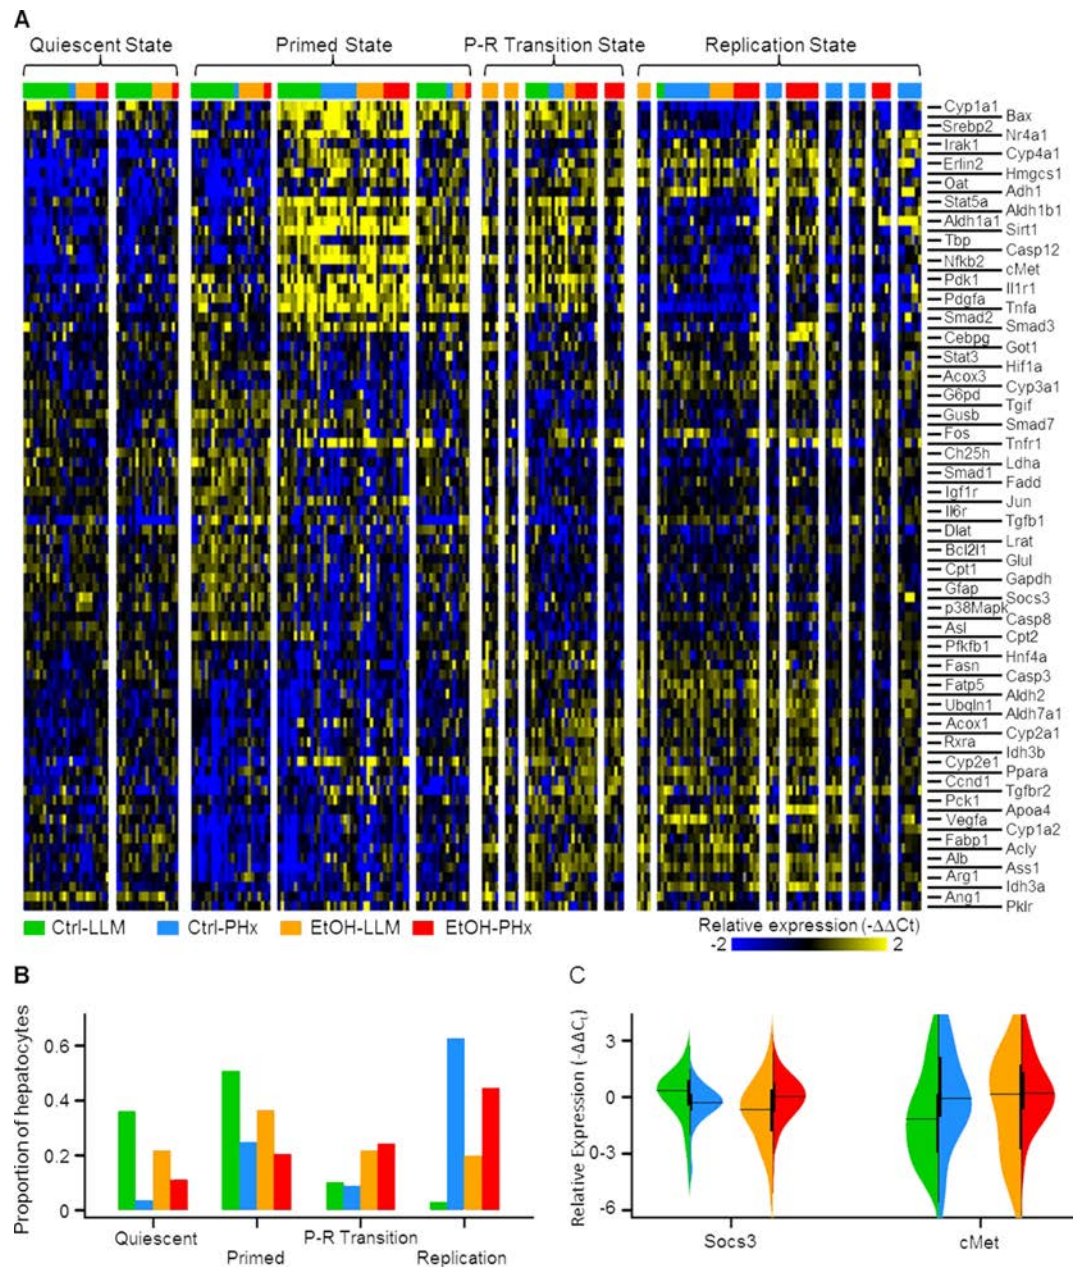 A
Quiescent State Primed State P-R Transition State Replication State
Cyp1a1
Bax
Srebp2
Nr4a1
Irak1
Cyp4a1
Erlin2
Hmgcs1
Oat
Adh1
Stat5a
Aldh1b1
Aldh1a1
Sirt1
Tbp
Casp12
Nfkb2
cMet
Pdk1
Il1r1
Pdgfa
Tnfa
Smad2
Smad3
Cebpg
Got1
Stat3
Hif1a
Acox3
Cyp3a1
G6pd
Tgif
Gusb
Smad7
Fos
Tnfr1
Ch25h
Ldha
Smad1
Fadd
Igf1r
Jun
Il6r
Tgfb1
Dlat
Lrat
Bcl2l1
Glul
Cpt1
Gapdh
Gfap
Socs3
p38Mapk
Casp8
Asl
Cpt2
Pfkfb1
Hnf4a
Fasn
Casp3
Fatp5
Aldh2
Ubqln1
Aldh7a1
Acox1
Cyp2a1
Rxra
Idh3b
Cyp2e1
Ppara
Ccnd1
Tgfbr2
Pck1
Apoa4
Vegfa
Cyp1a2
Fabp1
Acly
Alb
Ass1
Arg1
Idh3a
Ang1
Pklr
Ctrl-LLM Ctrl-PHx EtOH-LLM EtOH-PHx
Relative expression (-ΔΔCt)
-2 2
B
Proportion of hepatocytes
0.6
0.4
0.2
0
Quiescent
Primed
P-R Transition
Replication
C
Relative Expression (-ΔΔCt)
3
0
0-3
-6
Socs3 cMet